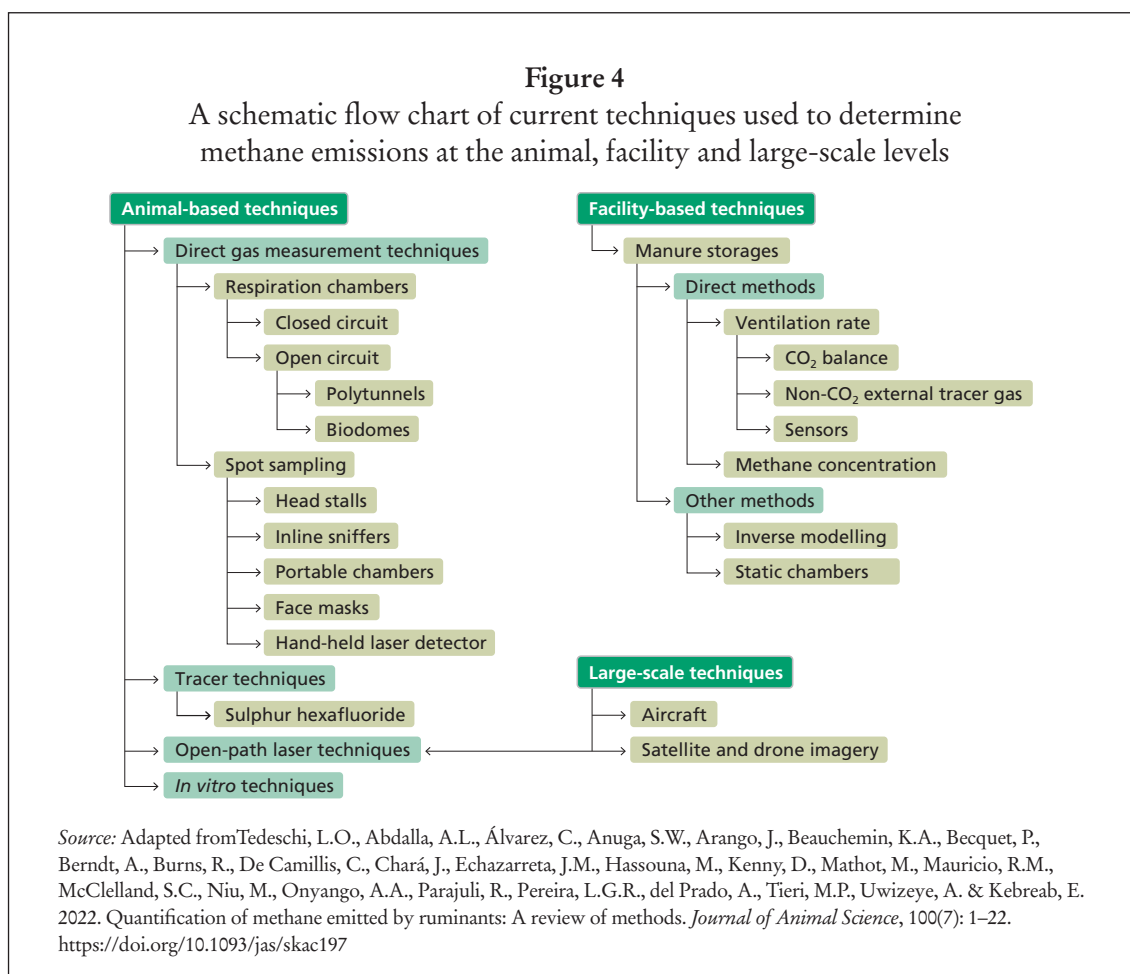 Figure 4
A schematic flow chart of current techniques used to determine
methane emissions at the animal, facility and large-scale levels
Animal-based techniques
Direct gas measurement techniques
Respiration chambers
Closed circuit
Open circuit
Polytunnels
Biodomes
Spot sampling
Head stalls
Inline sniffers
Portable chambers
Face masks
Hand-held laser detector
Tracer techniques
Sulphur hexafluoride
Open-path laser techniques
In vitro techniques
Facility-based techniques
Manure storages
Direct methods
Ventilation rate
CO₂ balance
Non-CO₂ external tracer gas
Sensors
Methane concentration
Other methods
Inverse modelling
Static chambers
Large-scale techniques
Aircraft
Satellite and drone imagery
Source: Adapted fromTedeschi, L.O., Abdalla, A.L., Álvarez, C., Anuga, S.W., Arango, J., Beauchemin, K.A., Becquet, P.,
Berndt, A., Burns, R., De Camillis, C., Chará, J., Echazarreta, J.M., Hassouna, M., Kenny, D., Mathot, M., Mauricio, R.M.,
McClelland, S.C., Niu, M., Onyango, A.A., Parajuli, R., Pereira, L.G.R., del Prado, A., Tieri, M.P., Uwizeye, A. & Kebreab, E.
2022. Quantification of methane emitted by ruminants: A review of methods. Journal of Animal Science, 100(7): 1–22.
https://doi.org/10.1093/jas/skac197